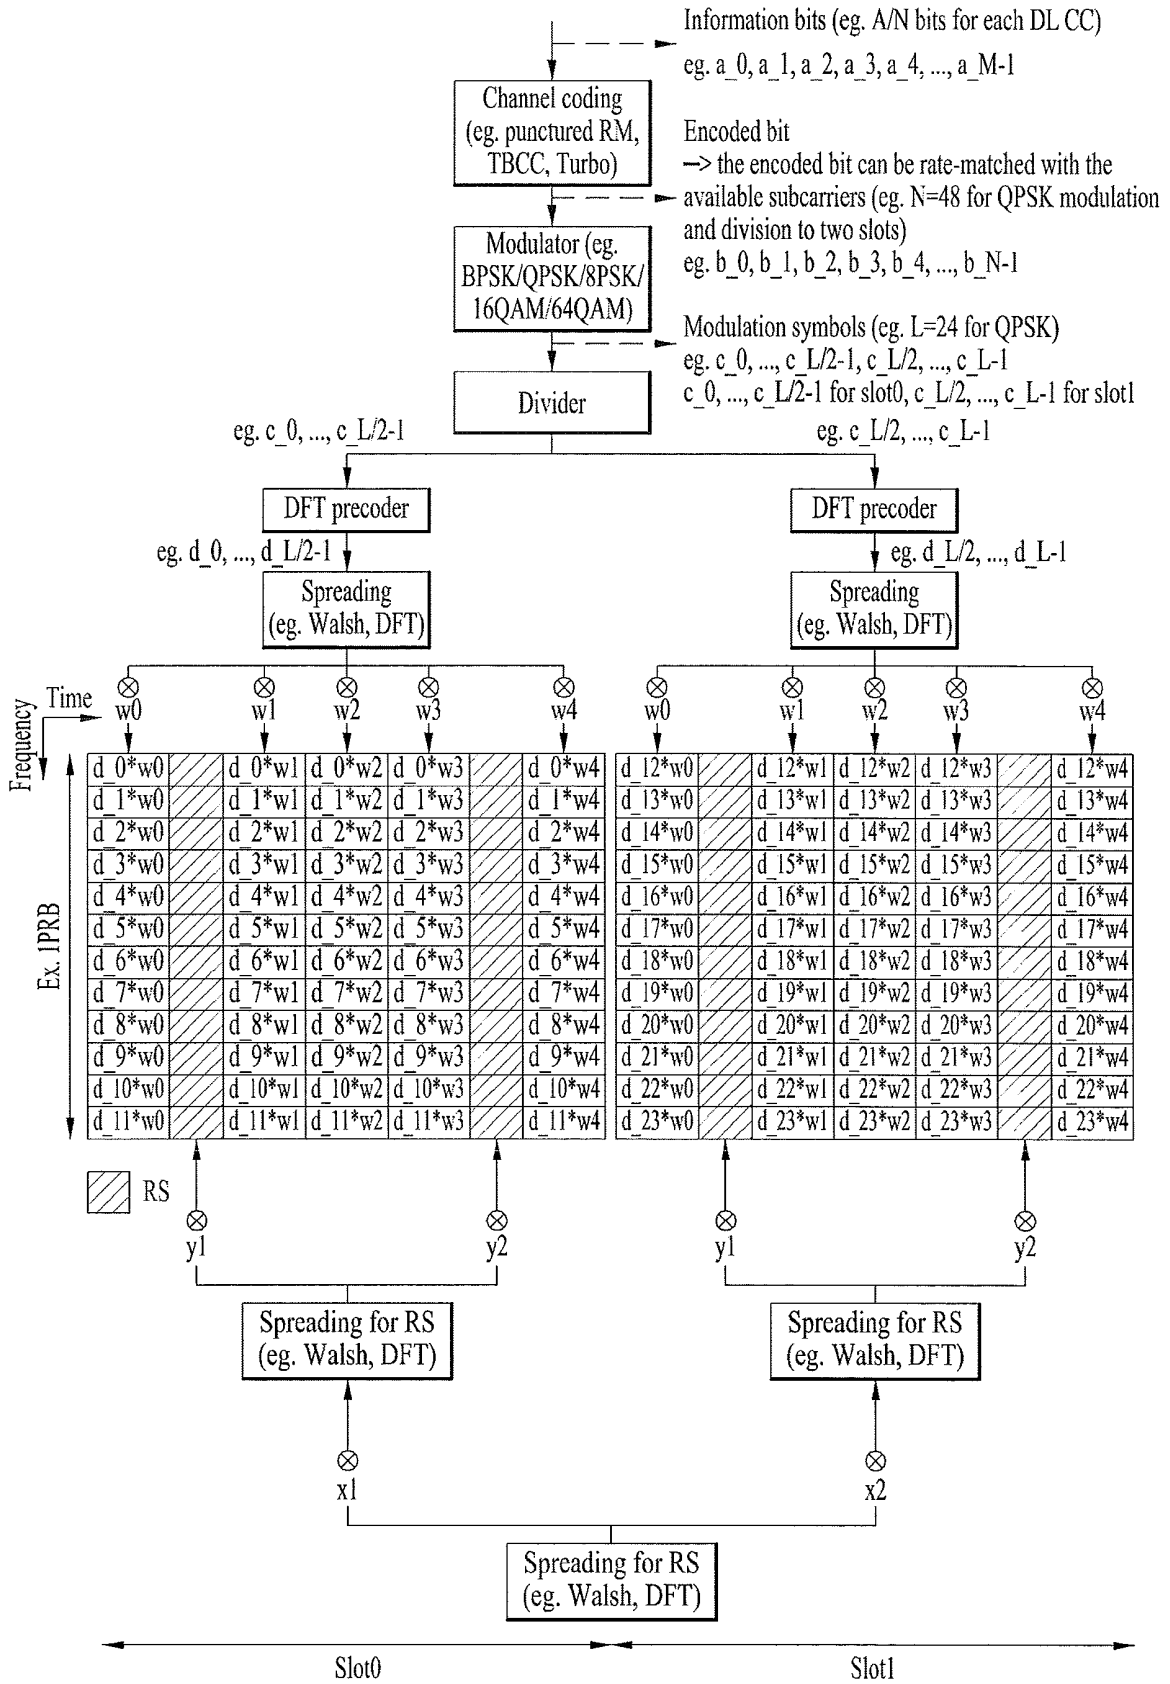 Information bits (eg. A/N bits for each DL CC)
eg. a_0, a_1, a_2, a_3, a_4, ..., a_M-1
Channel coding
(eg. punctured RM,
TBCC, Turbo)
Encoded bit
–> the encoded bit can be rate-matched with the
available subcarriers (eg. N=48 for QPSK modulation
and division to two slots)
eg. b_0, b_1, b_2, b_3, b_4, ..., b_N-1
Modulator (eg.
BPSK/QPSK/8PSK/
16QAM/64QAM)
Modulation symbols (eg. L=24 for QPSK)
eg. c_0, ..., c_L/2-1, c_L/2, ..., c_L-1
c_0, ..., c_L/2-1 for slot0, c_L/2, ..., c_L-1 for slot1
Divider
eg. c_0, ..., c_L/2-1
eg. c_L/2, ..., c_L-1
DFT precoder
DFT precoder
eg. d_0, ..., d_L/2-1
eg. d_L/2, ..., d_L-1
Spreading
(eg. Walsh, DFT)
Spreading
(eg. Walsh, DFT)
Time
Frequency
w0 w1 w2 w3 w4 w0 w1 w2 w3 w4
Ex. 1PRB
d_0*w0 d_0*w1 d_0*w2 d_0*w3 d_0*w4 d_12*w0 d_12*w1 d_12*w2 d_12*w3 d_12*w4
d_1*w0 d_1*w1 d_1*w2 d_1*w3 d_1*w4 d_13*w0 d_13*w1 d_13*w2 d_13*w3 d_13*w4
d_2*w0 d_2*w1 d_2*w2 d_2*w3 d_2*w4 d_14*w0 d_14*w1 d_14*w2 d_14*w3 d_14*w4
d_3*w0 d_3*w1 d_3*w2 d_3*w3 d_3*w4 d_15*w0 d_15*w1 d_15*w2 d_15*w3 d_15*w4
d_4*w0 d_4*w1 d_4*w2 d_4*w3 d_4*w4 d_16*w0 d_16*w1 d_16*w2 d_16*w3 d_16*w4
d_5*w0 d_5*w1 d_5*w2 d_5*w3 d_5*w4 d_17*w0 d_17*w1 d_17*w2 d_17*w3 d_17*w4
d_6*w0 d_6*w1 d_6*w2 d_6*w3 d_6*w4 d_18*w0 d_18*w1 d_18*w2 d_18*w3 d_18*w4
d_7*w0 d_7*w1 d_7*w2 d_7*w3 d_7*w4 d_19*w0 d_19*w1 d_19*w2 d_19*w3 d_19*w4
d_8*w0 d_8*w1 d_8*w2 d_8*w3 d_8*w4 d_20*w0 d_20*w1 d_20*w2 d_20*w3 d_20*w4
d_9*w0 d_9*w1 d_9*w2 d_9*w3 d_9*w4 d_21*w0 d_21*w1 d_21*w2 d_21*w3 d_21*w4
d_10*w0 d_10*w1 d_10*w2 d_10*w3 d_10*w4 d_22*w0 d_22*w1 d_22*w2 d_22*w3 d_22*w4
d_11*w0 d_11*w1 d_11*w2 d_11*w3 d_11*w4 d_23*w0 d_23*w1 d_23*w2 d_23*w3 d_23*w4
RS
y1 y2 y1 y2
Spreading for RS
(eg. Walsh, DFT)
Spreading for RS
(eg. Walsh, DFT)
x1 x2
Spreading for RS
(eg. Walsh, DFT)
Slot0 Slot1